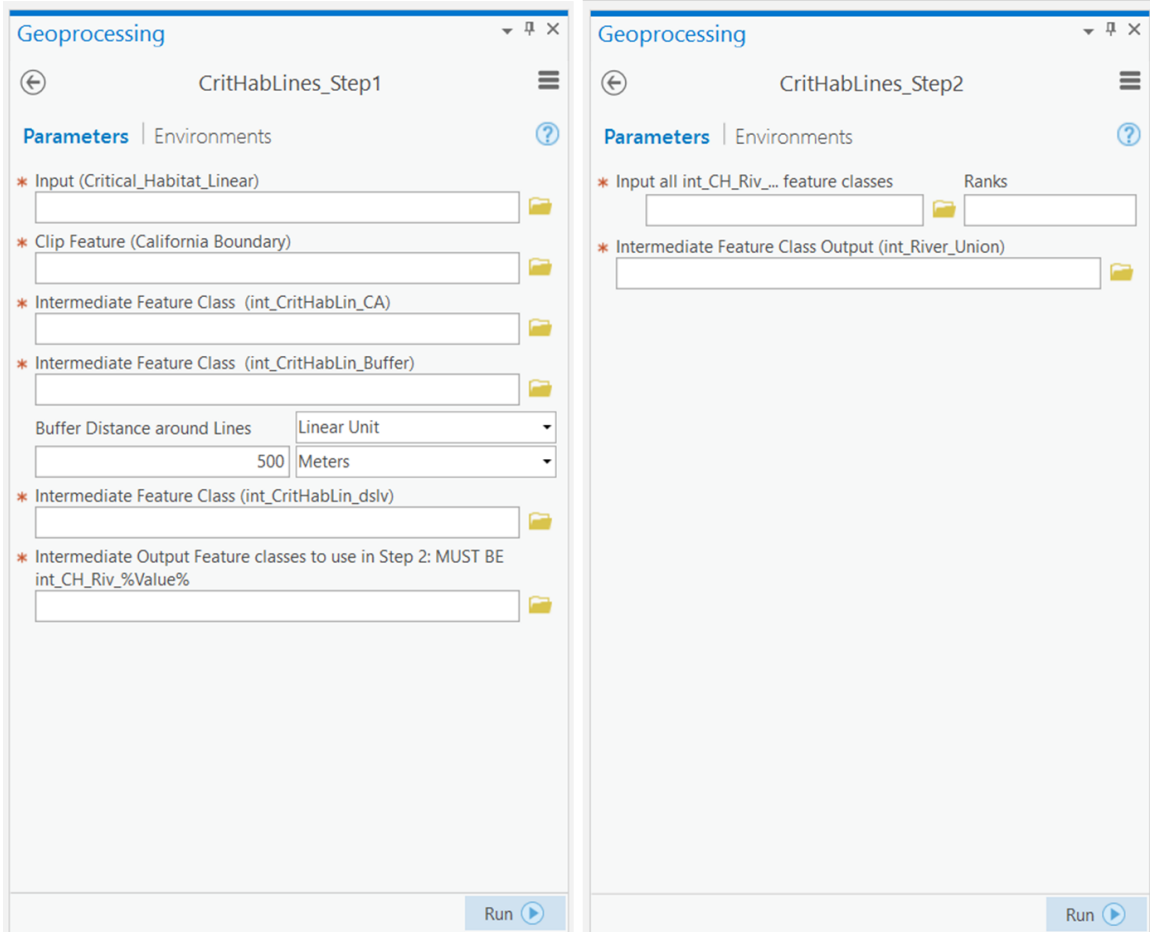 Geoprocessing
CritHabLines_Step1
Parameters | Environments
* Input (Critical_Habitat_Linear)
* Clip Feature (California Boundary)
* Intermediate Feature Class  (int_CritHabLin_CA)
* Intermediate Feature Class  (int_CritHabLin_Buffer)
Buffer Distance around Lines Linear Unit
500 Meters
* Intermediate Feature Class (int_CritHabLin_dslv)
* Intermediate Output Feature classes to use in Step 2: MUST BE
int_CH_Riv_%Value%
Run
Geoprocessing
CritHabLines_Step2
Parameters | Environments
* Input all int_CH_Riv_... feature classes Ranks
* Intermediate Feature Class Output (int_River_Union)
Run